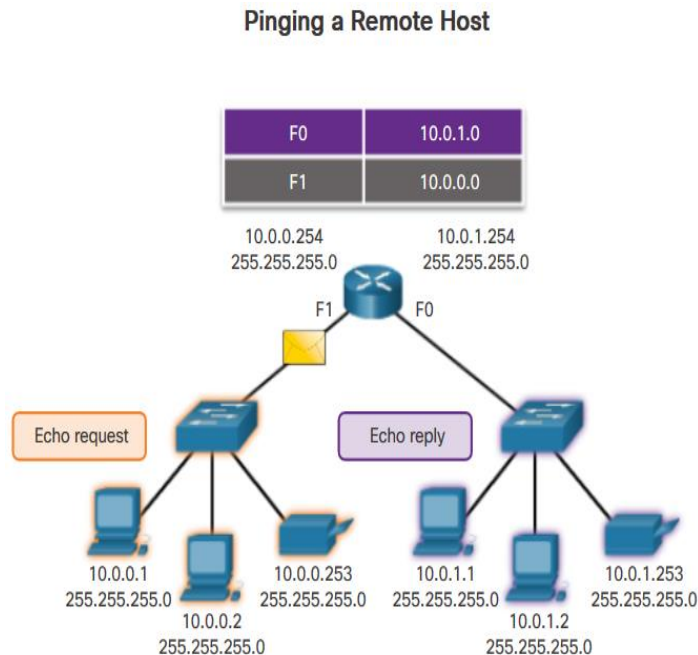 Pinging a Remote Host
F0 10.0.1.0
F1 10.0.0.0
10.0.0.254
255.255.255.0
10.0.1.254
255.255.255.0
F1
F0
Echo request
Echo reply
10.0.0.1
255.255.255.0
10.0.0.2
255.255.255.0
10.0.0.253
255.255.255.0
10.0.1.1
255.255.255.0
10.0.1.2
255.255.255.0
10.0.1.253
255.255.255.0